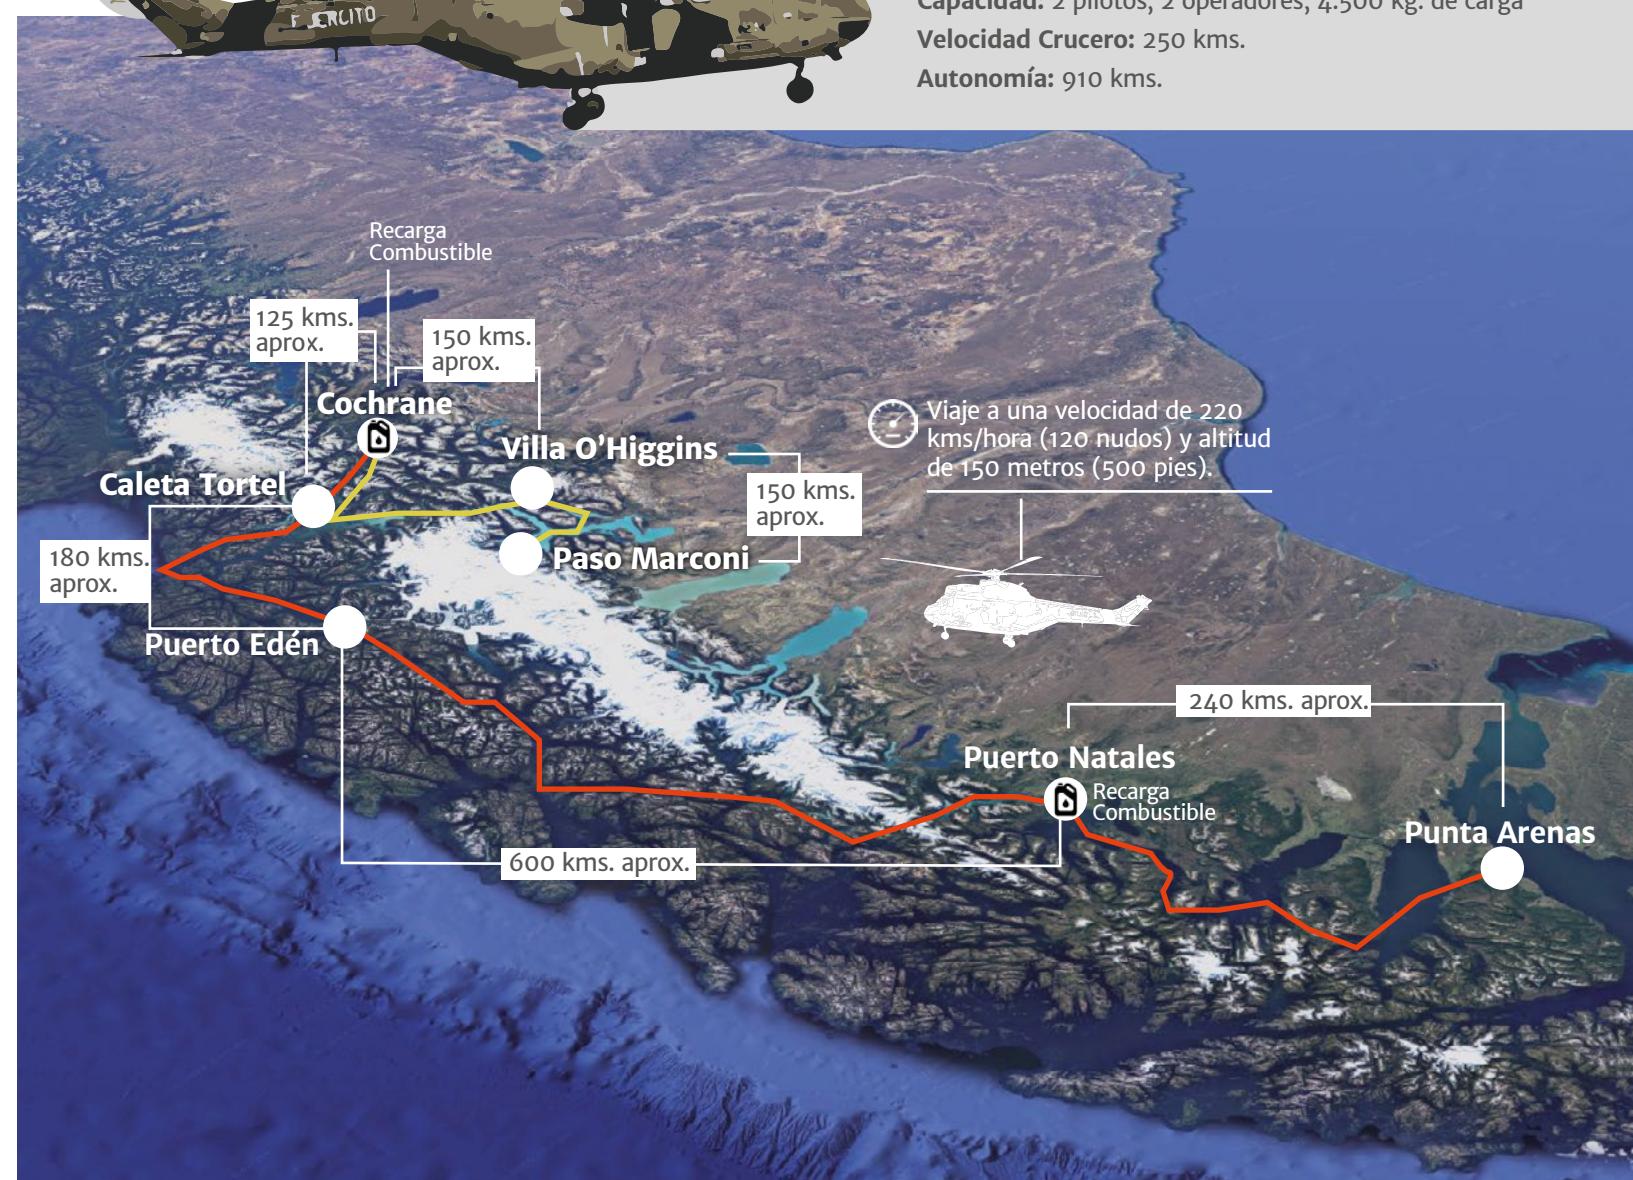 EJERCITO
Capacidad: 2 pilotos, 2 operadores, 4.500 kg. de carga
Velocidad Crucero: 250 kms.
Autonomía: 910 kms.
Recarga
Combustible
125 kms.
aprox.
150 kms.
aprox.
Cochrane
Villa O’Higgins
Caleta Tortel
Viaje a una velocidad de 220
kms/hora (120 nudos) y altitud
de 150 metros (500 pies).
150 kms.
aprox.
180 kms.
aprox.
Paso Marconi
Puerto Edén
240 kms. aprox.
Puerto Natales
Recarga
Combustible
Punta Arenas
600 kms. aprox.